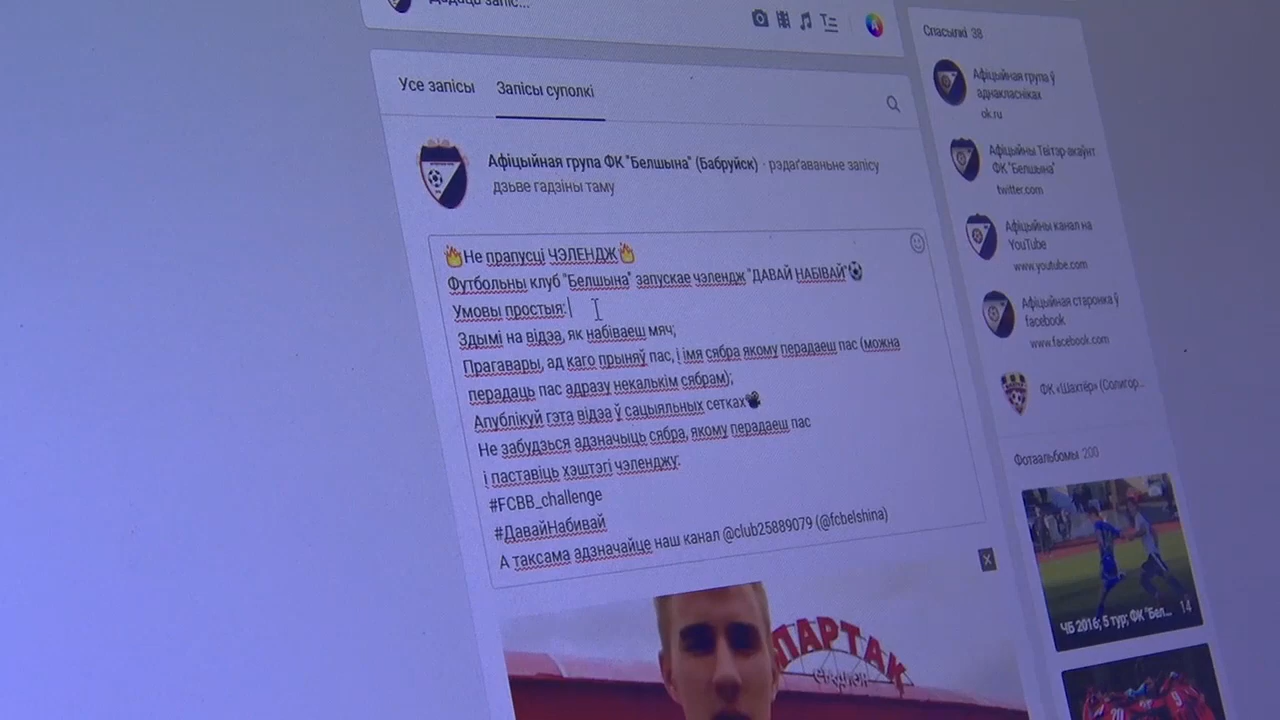 Дадаць запіс...
Усе запісы
Запісы суполкі
Афіцыйная група ФК "Белшына" (Бабруйск) · рэдагаваньне запісу
дзьве гадзіны таму
🔥Не прапусці ЧЭЛЕНДЖ🔥
Футбольны клуб "Белшына" запускае чэлендж "ДАВАЙ НАБІВАЙ"⚽
Умовы простыя:
Здымі на відэа, як набіваеш мяч;
Прагавары, ад каго прыняў пас, і імя сябра якому перадаеш пас (можна
перадаць пас адразу некалькім сябрам);
Апублікуй гэта відэа ў сацыяльных сетках🎥
Не забудзься адзначыць сябра, якому перадаеш пас
і паставіць хэштэгі чэленджу:
#FCBB_challenge
#ДавайНабивай
А таксама адзначайце наш канал @club25889079 (@fcbelshina)
СПАРТАК
СТАДИОН
Спасылкі 38
Афіцыйная група ў
аднакласніках
ok.ru
Афіцыйны Твітэр-акаўнт
ФК "Белшына"
twitter.com
Афіцыйны канал на
YouTube
www.youtube.com
Афіцыйная старонка ў
facebook
www.facebook.com
ФК «Шахтёр» (Солигор...
Фотаальбомы 200
ЧБ 2016; 5 тур; ФК "Бел... 14